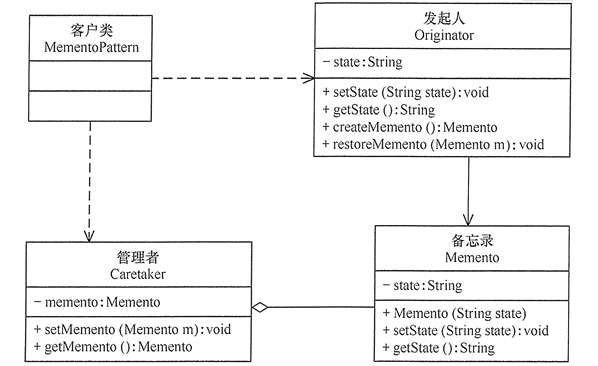 客户类
MementoPattern
发起人
Originator
- state:String
+ setState (String state):void
+ getState ():String
+ createMemento ():Memento
+ restoreMemento (Memento m):void
管理者
Caretaker
- memento:Memento
+ setMemento (Memento m):void
+ getMemento ():Memento
备忘录
Memento
- state:String
+ Memento (String state)
+ setState (String state):void
+ getState ():String